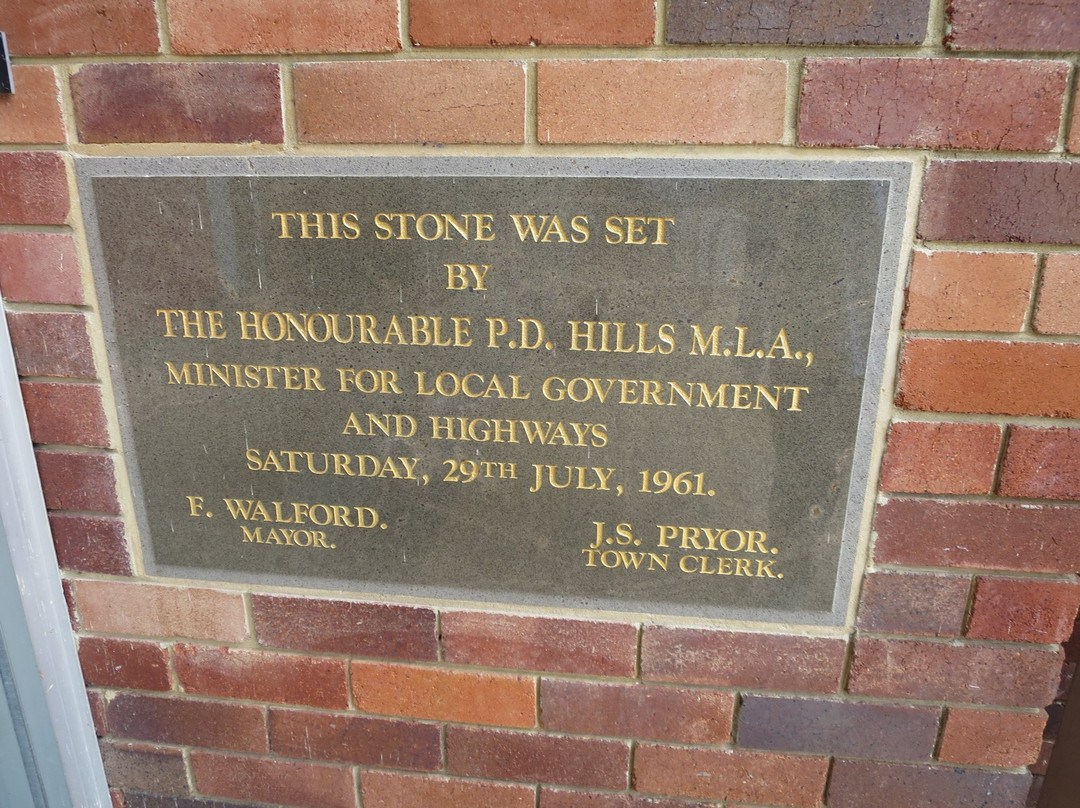 THIS STONE WAS SET
BY
THE HONOURABLE P.D. HILLS M.L.A.,
MINISTER FOR LOCAL GOVERNMENT
AND HIGHWAYS
SATURDAY, 29TH JULY, 1961.
F. WALFORD.
MAYOR.
J.S. PRYOR.
TOWN CLERK.